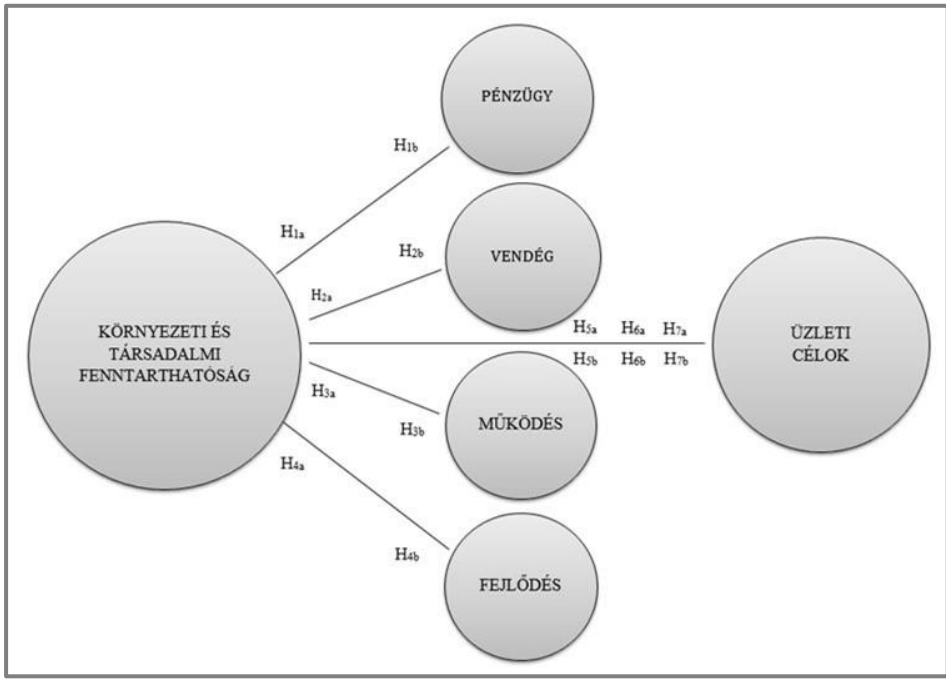 PÉNZÜGY
H1b
H1a
H2b
VENDÉG
H2a
KÖRNYEZETI ÉS
TÁRSADALMI
FENNTARTHATÓSÁG
H5a H6a H7a
H5b H6b H7b
ÜZLETI
CÉLOK
H3a
H3b
MŰKÖDÉS
H4a
H4b
FEJLŐDÉS